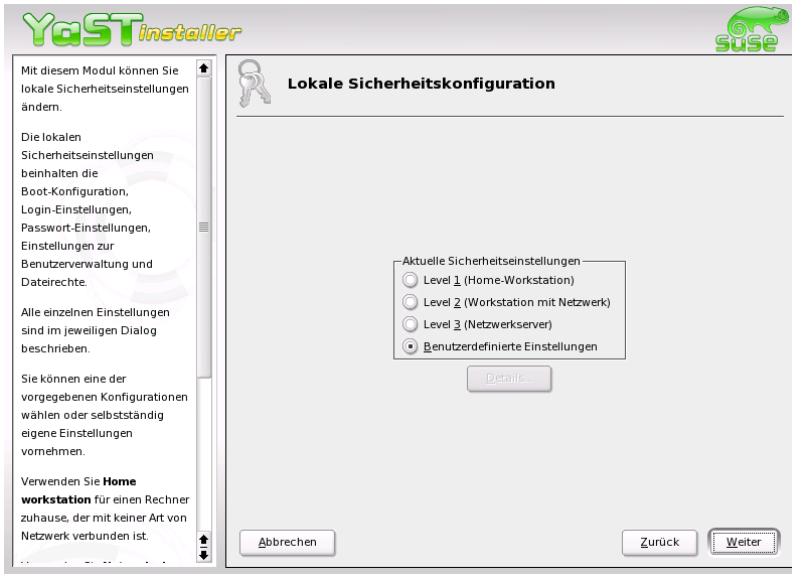 YaST installer
SUSE
Mit diesem Modul können Sie
lokale Sicherheitseinstellungen
ändern.
Die lokalen
Sicherheitseinstellungen
beinhalten die
Boot-Konfiguration,
Login-Einstellungen,
Passwort-Einstellungen,
Einstellungen zur
Benutzerverwaltung und
Dateirechte.
Alle einzelnen Einstellungen
sind im jeweiligen Dialog
beschrieben.
Sie können eine der
vorgegebenen Konfigurationen
wählen oder selbstständig
eigene Einstellungen
vornehmen.
Verwenden Sie Home
workstation für einen Rechner
zuhause, der mit keiner Art von
Netzwerk verbunden ist.
Lokale Sicherheitskonfiguration
Aktuelle Sicherheitseinstellungen
Level 1 (Home-Workstation)
Level 2 (Workstation mit Netzwerk)
Level 3 (Netzwerkserver)
Benutzerdefinierte Einstellungen
Details...
Abbrechen
Zurück
Weiter